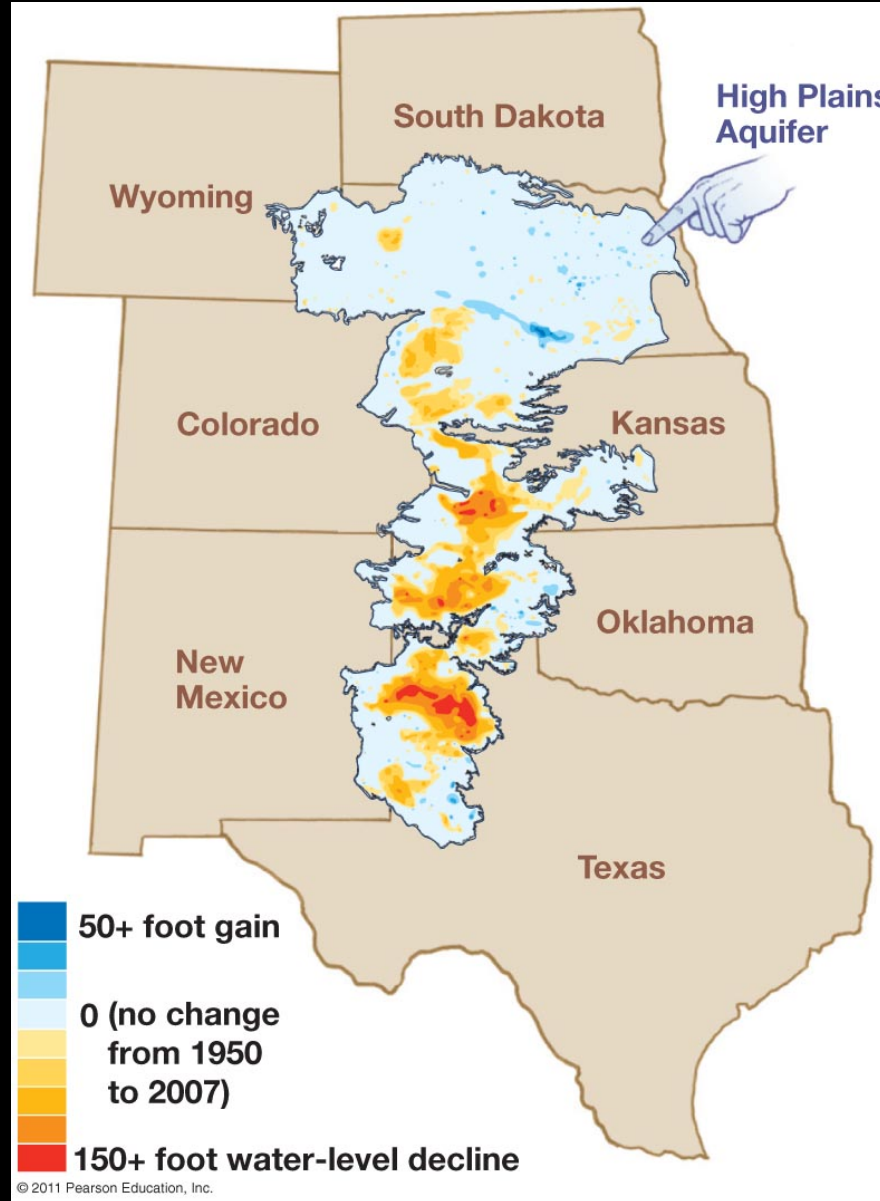 South Dakota
High Plains
Aquifer
Wyoming
Colorado
Kansas
Oklahoma
New
Mexico
Texas
50+ foot gain
0 (no change
from 1950
to 2007)
150+ foot water-level decline
© 2011 Pearson Education, Inc.